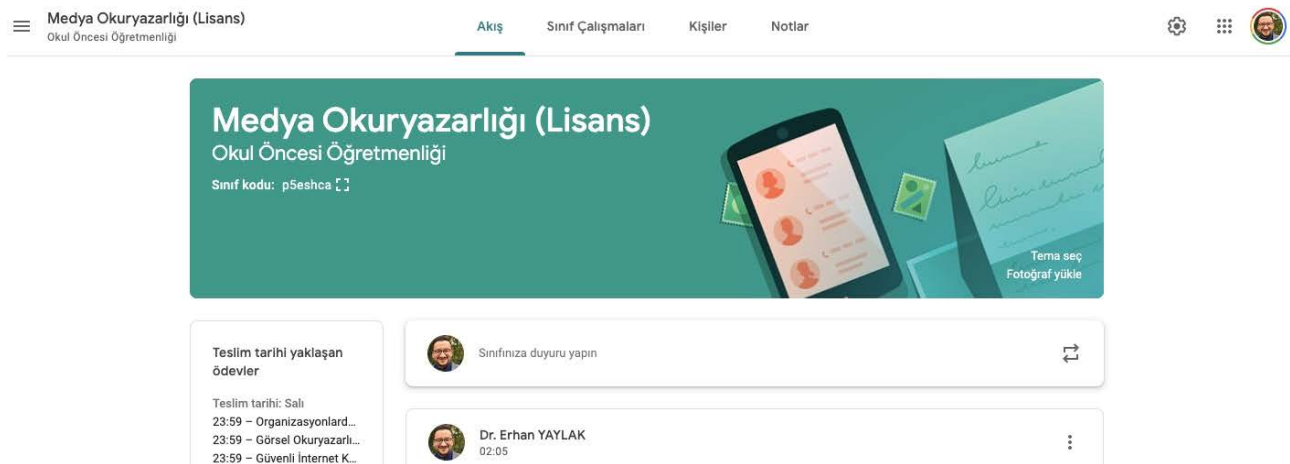 Medya Okuryazarlığı (Lisans)
Okul Öncesi Öğretmenliği
Akış
Sınıf Çalışmaları
Kişiler
Notlar
Medya Okuryazarlığı (Lisans)
Okul Öncesi Öğretmenliği
Sınıf kodu: p5eshca
Tema seç
Fotoğraf yükle
Teslim tarihi yaklaşan
ödevler
Teslim tarihi: Salı
23:59 – Organizasyonlard...
23:59 – Görsel Okuryazarlı...
23:59 – Güvenli İnternet K...
Sınıfınıza duyuru yapın
Dr. Erhan YAYLAK
02:05